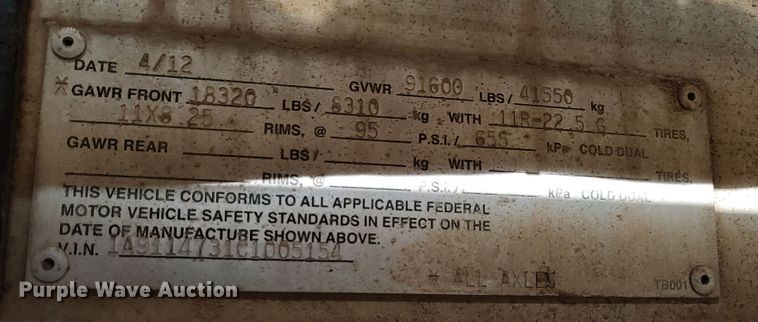 DATE 4/12 GVWR 91600 LBS/ 41550 kg
* GAWR FRONT 18320 LBS/ 8310 kg, WITH 11R-22.5 G TIRES,
11X8.25 RIMS, @ 95 P.S.I./ 655 kPa COLD DUAL
GAWR REAR LBS/ kg WITH TIRES,
RIMS, @ P.S.I./ kPa COLD DUAL
THIS VEHICLE CONFORMS TO ALL APPLICABLE FEDERAL
MOTOR VEHICLE SAFETY STANDARDS IN EFFECT ON THE
DATE OF MANUFACTURE SHOWN ABOVE.
V.I.N. 1A9114731C1005154
* ALL AXLES TB001
Purple Wave Auction